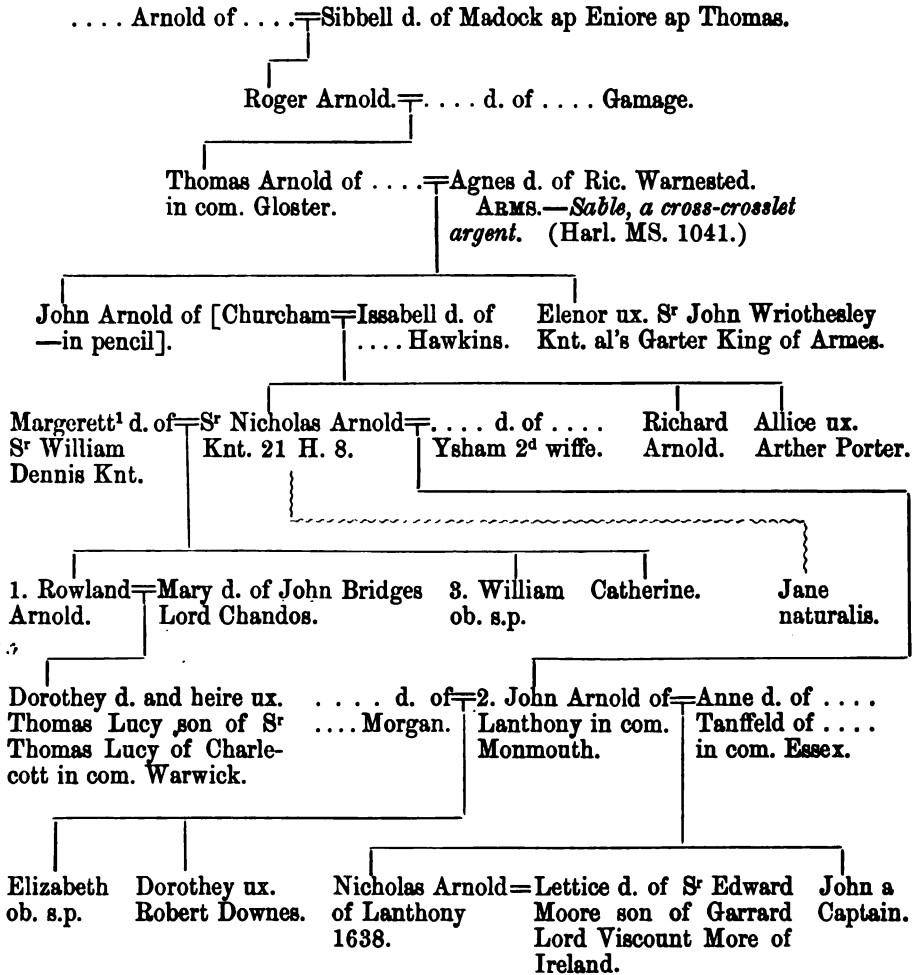 .... Arnold of .... = Sibbell d. of Madock ap Eniore ap Thomas.
Roger Arnold. = .... d. of .... Gamage.
Thomas Arnold of .... = Agnes d. of Ric. Warnested.
in com. Gloster.
ARMS.—Sable, a cross-crosslet
argent. (Harl. MS. 1041.)
John Arnold of [Churcham
—in pencil].
= Issabell d. of
.... Hawkins.
Elenor ux. Sr John Wriothesley
Knt. al's Garter King of Armes.
Margerett¹ d. of
Sr William
Dennis Knt.
= Sr Nicholas Arnold
Knt. 21 H. 8.
= .... d. of ....
Ysham 2d wiffe.
Richard
Arnold.
Allice ux.
Arther Porter.
1. Rowland
Arnold.
= Mary d. of John Bridges
Lord Chandos.
3. William
ob. s.p.
Catherine.
Jane
naturalis.
Dorothey d. and heire ux.
Thomas Lucy son of Sr
Thomas Lucy of Charle-
cott in com. Warwick.
.... d. of
.... Morgan.
= 2. John Arnold of
Lanthony in com.
Monmouth.
= Anne d. of ....
Tanffeld of ....
in com. Essex.
Elizabeth
ob. s.p.
Dorothey ux.
Robert Downes.
Nicholas Arnold
of Lanthony
1638.
= Lettice d. of Sr Edward
Moore son of Garrard
Lord Viscount More of
Ireland.
John a
Captain.